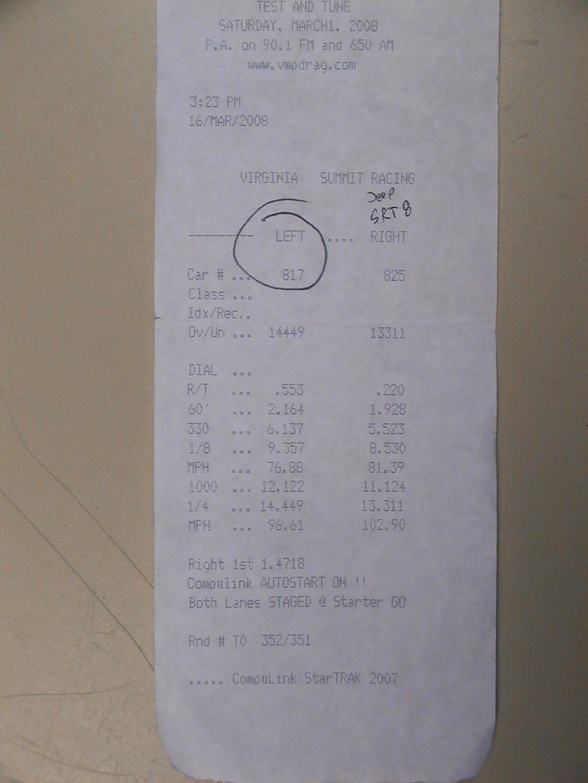 TEST AND TUNE
SATURDAY, MARCH1, 2008
P.A. on 90.1 FM and 650 AM
www.vmpdrag.com
3:23 PM
16/MAR/2008
VIRGINIA SUMMIT RACING
Jeep
SRT8
-------- LEFT .... RIGHT
Car # ... 817 825
Class ...
Idx/Rec..
Ov/Un ... 14449 13311
DIAL ...
R/T ... .553 .220
60' ... 2.164 1.928
330 ... 6.137 5.523
1/8 ... 9.357 8.530
MPH ... 76.88 81.39
1000 ... 12.122 11.124
1/4 ... 14.449 13.311
MPH ... 96.61 102.90
Right 1st 1.4718
Compulink AUTOSTART ON !!
Both Lanes STAGED @ Starter GO
Rnd # T0 352/351
..... CompuLink StarTRAK 2007